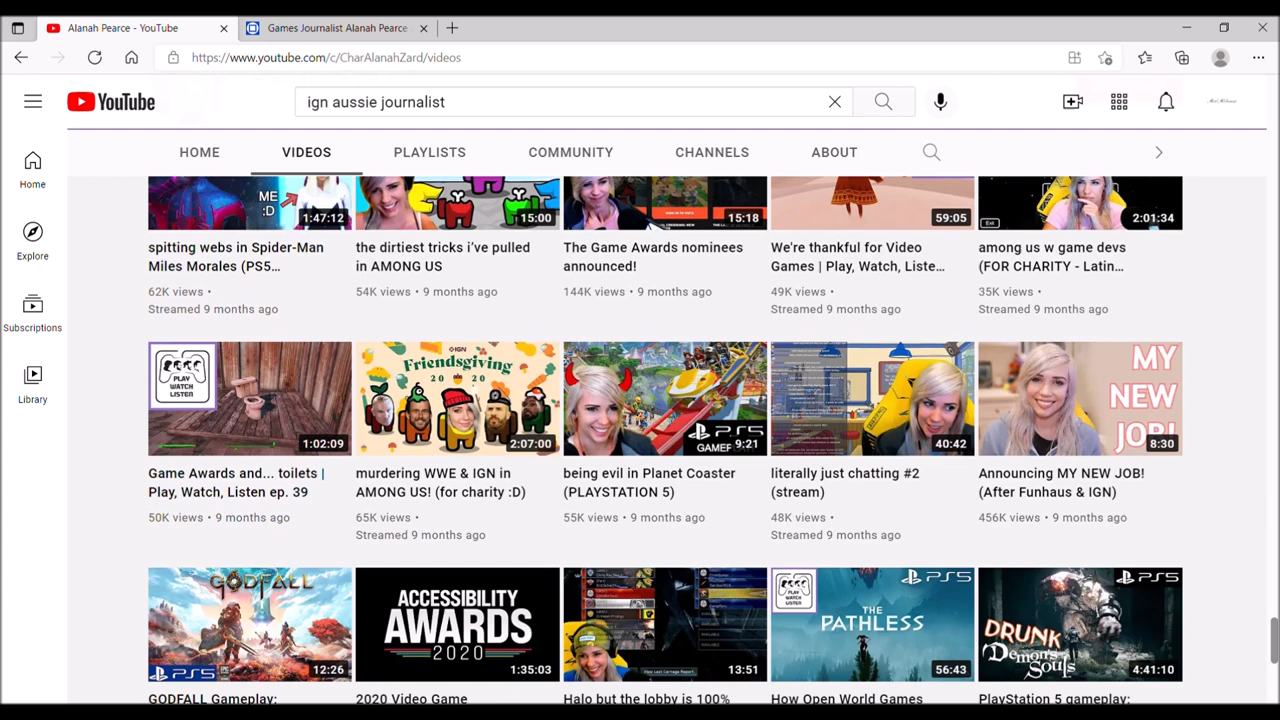 Alanah Pearce - YouTube
Games Journalist Alanah Pearce
https://www.youtube.com/c/CharAlanahZard/videos
YouTube
ign aussie journalist
HOME VIDEOS PLAYLISTS COMMUNITY CHANNELS ABOUT
Home
Explore
Subscriptions
Library
ME
:D
1:47:12
15:00
15:18
59:05
2:01:34
spitting webs in Spider-Man
Miles Morales (PS5...
62K views •
Streamed 9 months ago
the dirtiest tricks i've pulled
in AMONG US
54K views • 9 months ago
The Game Awards nominees
announced!
144K views • 9 months ago
We're thankful for Video
Games | Play, Watch, Liste...
49K views •
Streamed 9 months ago
among us w game devs
(FOR CHARITY - Latin...
35K views •
Streamed 9 months ago
PLAY
WATCH
LISTEN
1:02:09
IGN
Friendsgiving
2020
2:07:00
PS5
GAMEP
9:21
40:42
MY
NEW
JOB!
8:30
Game Awards and... toilets |
Play, Watch, Listen ep. 39
50K views • 9 months ago
murdering WWE & IGN in
AMONG US! (for charity :D)
65K views •
Streamed 9 months ago
being evil in Planet Coaster
(PLAYSTATION 5)
55K views • 9 months ago
literally just chatting #2
(stream)
48K views •
Streamed 9 months ago
Announcing MY NEW JOB!
(After Funhaus & IGN)
456K views • 9 months ago
GODFALL
PS5
12:26
ACCESSIBILITY
AWARDS
2020
1:35:03
13:51
PLAY
WATCH
LISTEN
PS5
THE
PATHLESS
56:43
PS5
DRUNK
Demon's
Souls
4:41:10
GODFALL Gameplay:
2020 Video Game
Halo but the lobby is 100%
How Open World Games
PlayStation 5 gameplay: